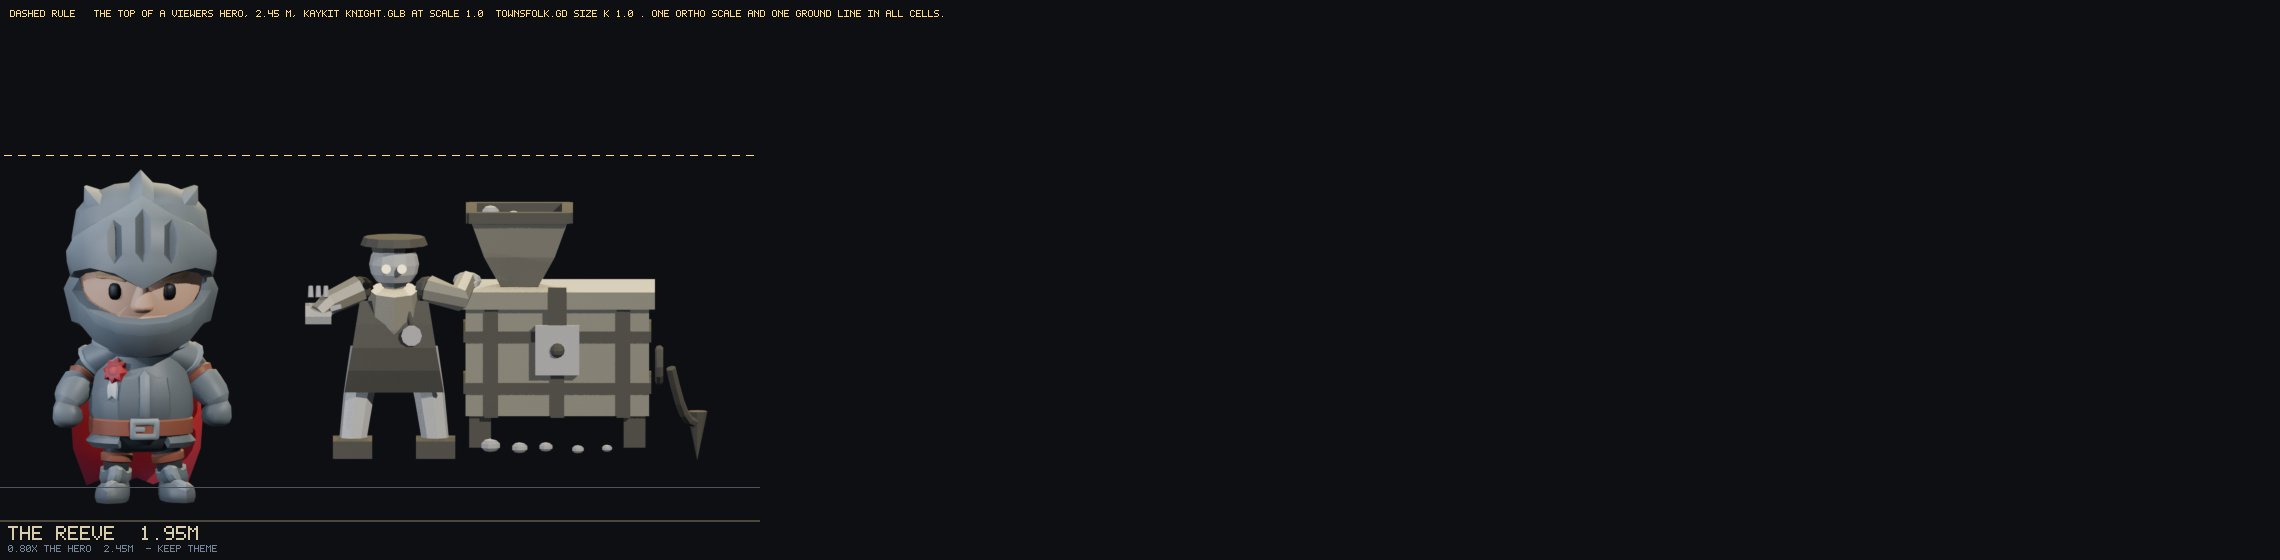 DASHED RULE THE TOP OF A VIEWERS HERO, 2.45 M, KAYKIT KNIGHT.GLB AT SCALE 1.0 TOWNSFOLK.GD SIZE K 1.0 . ONE ORTHO SCALE AND ONE GROUND LINE IN ALL CELLS.
THE REEVE 1.95M
0.80X THE HERO 2.45M - KEEP THEME